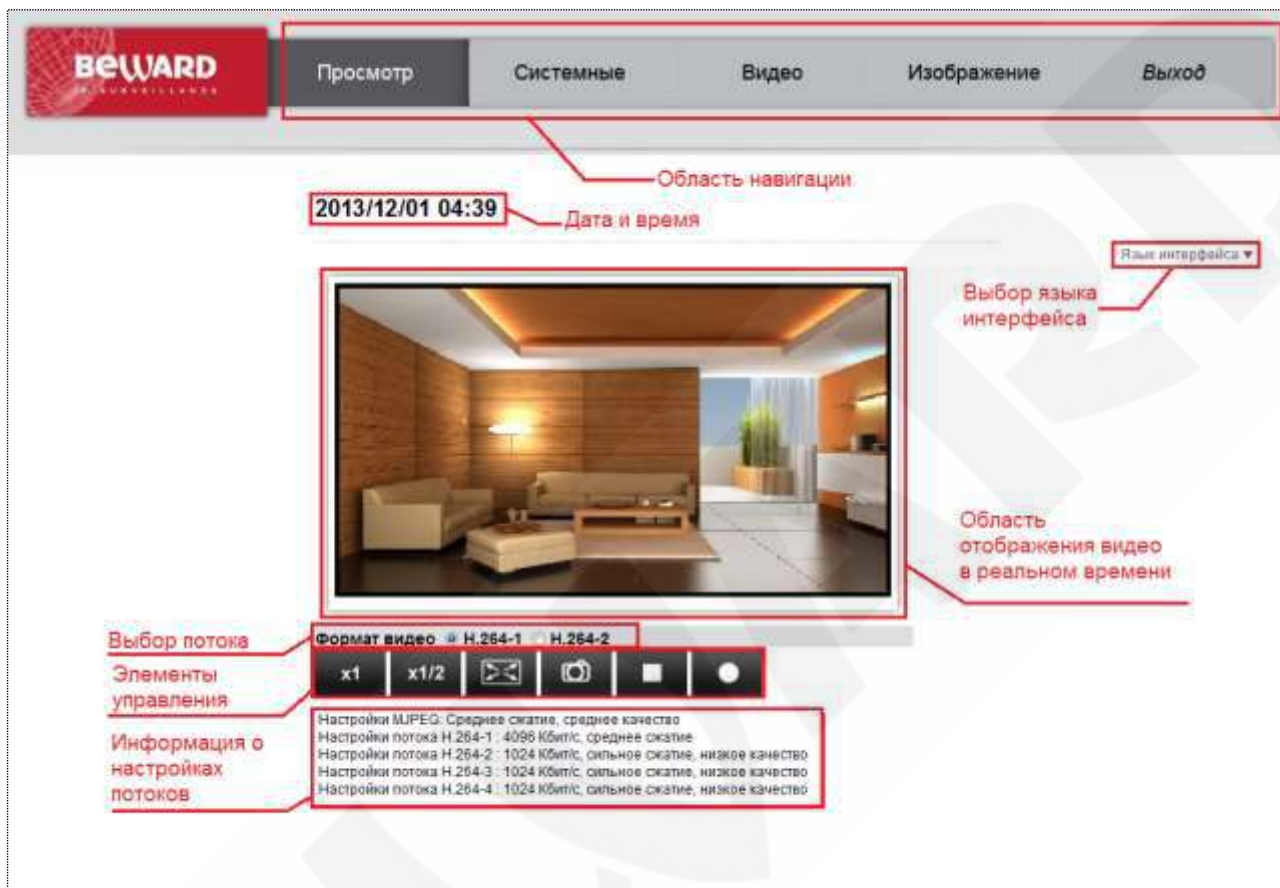 BEWARD
IP SURVEILLANCE
Просмотр
Системные
Видео
Изображение
Выход
Область навигации
2013/12/01 04:39
Дата и время
Язык интерфейса ▼
Выбор языка
интерфейса
Область
отображения видео
в реальном времени
Выбор потока
Формат видео H.264-1 H.264-2
Элементы
управления
x1
x1/2
Информация о
настройках
потоков
Настройки MJPEG: Среднее сжатие, среднее качество
Настройки потока H.264-1 : 4096 Кбит/с, среднее сжатие
Настройки потока H.264-2 : 1024 Кбит/с, сильное сжатие, низкое качество
Настройки потока H.264-3 : 1024 Кбит/с, сильное сжатие, низкое качество
Настройки потока H.264-4 : 1024 Кбит/с, сильное сжатие, низкое качество